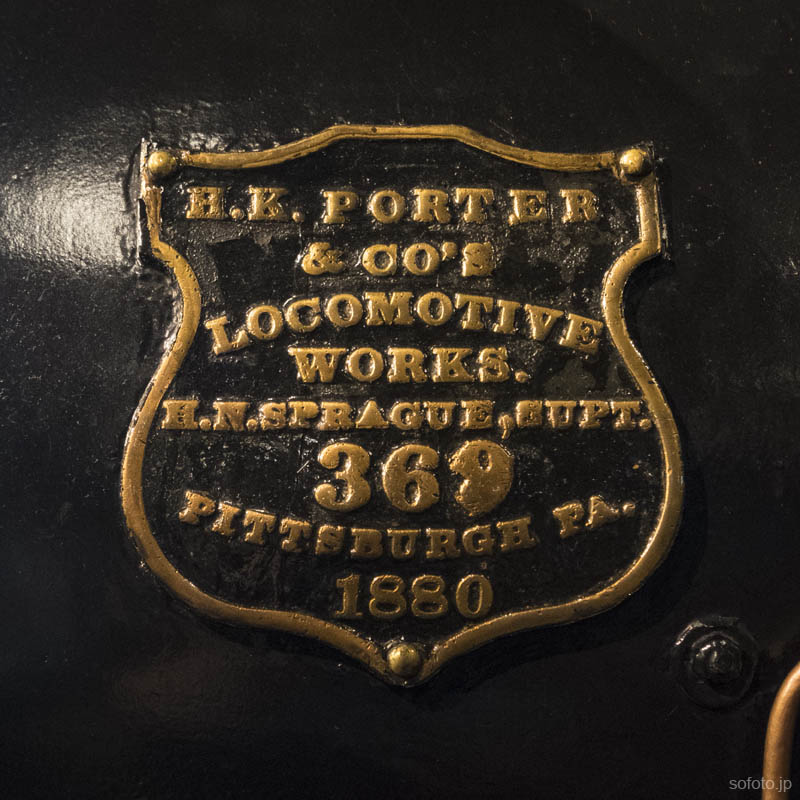 H.K. PORTER
& CO'S
LOCOMOTIVE
WORKS.
H.N.SPRAGUE, SUPT.
369
PITTSBURGH PA.
1880
sofoto.jp